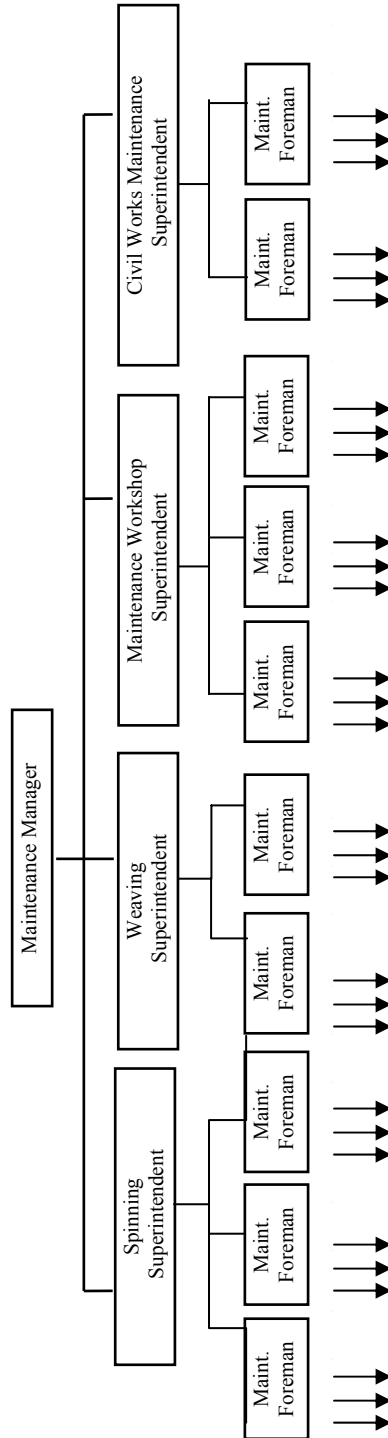 Maintenance Manager
Spinning
Superintendent
Weaving
Superintendent
Maintenance Workshop
Superintendent
Civil Works Maintenance
Superintendent
Maint.
Foreman
Maint.
Foreman
Maint.
Foreman
Maint.
Foreman
Maint.
Foreman
Maint.
Foreman
Maint.
Foreman
Maint.
Foreman
Maint.
Foreman
Maint.
Foreman